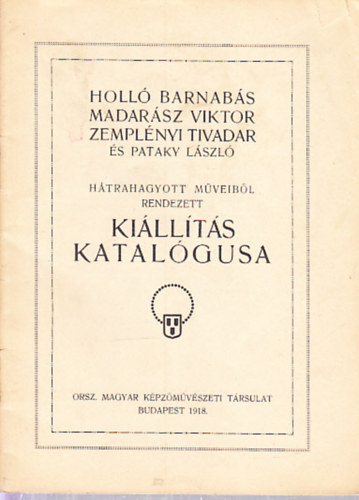 HOLLÓ BARNABÁS
MADARÁSZ VIKTOR
ZEMPLÉNYI TIVADAR
ÉS PATAKY LÁSZLÓ
HÁTRAHAGYOTT MŰVEIBŐL
RENDEZETT
KIÁLLÍTÁS
KATALÓGUSA
ORSZ. MAGYAR KÉPZŐMŰVÉSZETI TÁRSULAT
BUDAPEST 1918.